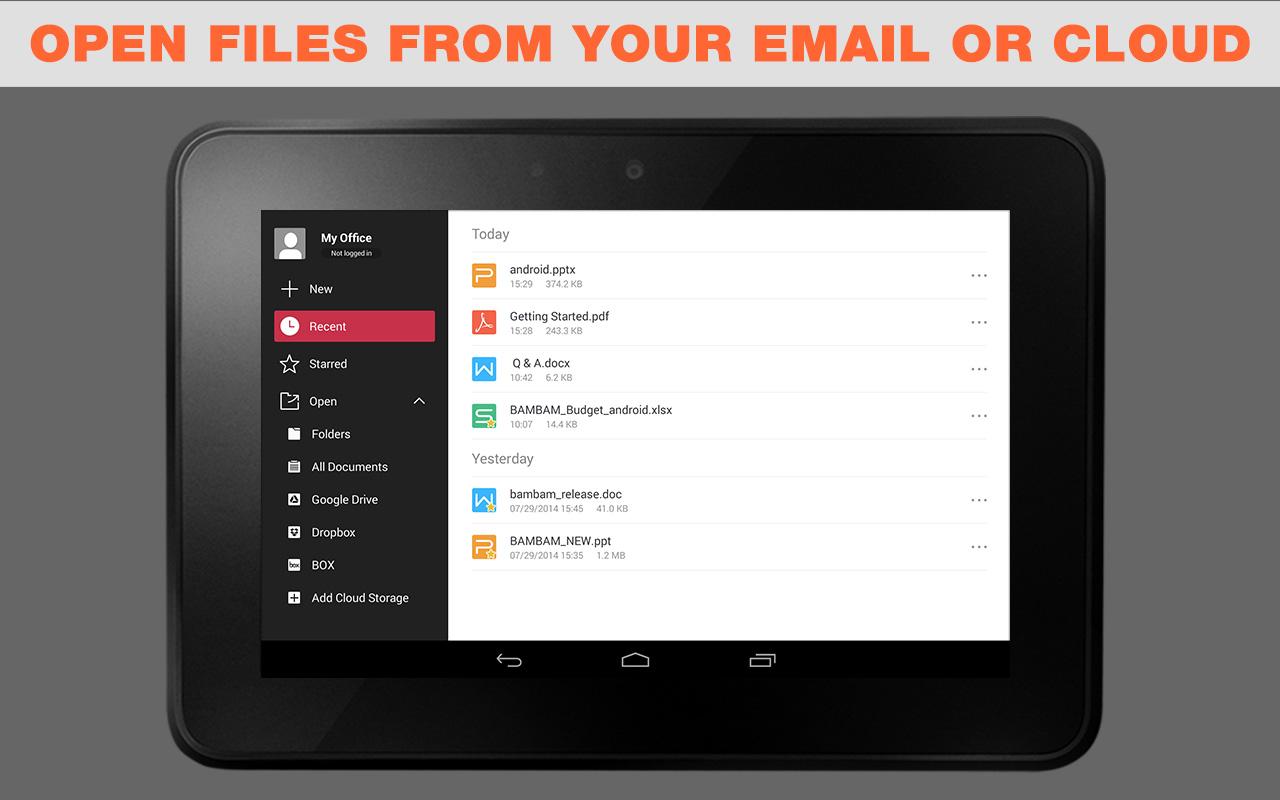 OPEN FILES FROM YOUR EMAIL OR CLOUD
My Office
Not logged in
New
Recent
Starred
Open
Folders
All Documents
Google Drive
Dropbox
box BOX
Add Cloud Storage
Today
android.pptx
15:29 374.2 KB
Getting Started.pdf
15:28 243.3 KB
Q & A.docx
10:42 6.2 KB
BAMBAM_Budget_android.xlsx
10:07 14.4 KB
Yesterday
bambam_release.doc
07/29/2014 15:45 41.0 KB
BAMBAM_NEW.ppt
07/29/2014 15:35 1.2 MB